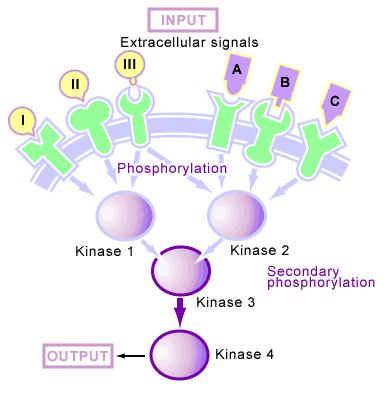 INPUT
Extracellular signals
III
A
II
B
C
I
Phosphorylation
Kinase 1
Kinase 2
Secondary
phosphorylation
Kinase 3
Kinase 4
OUTPUT